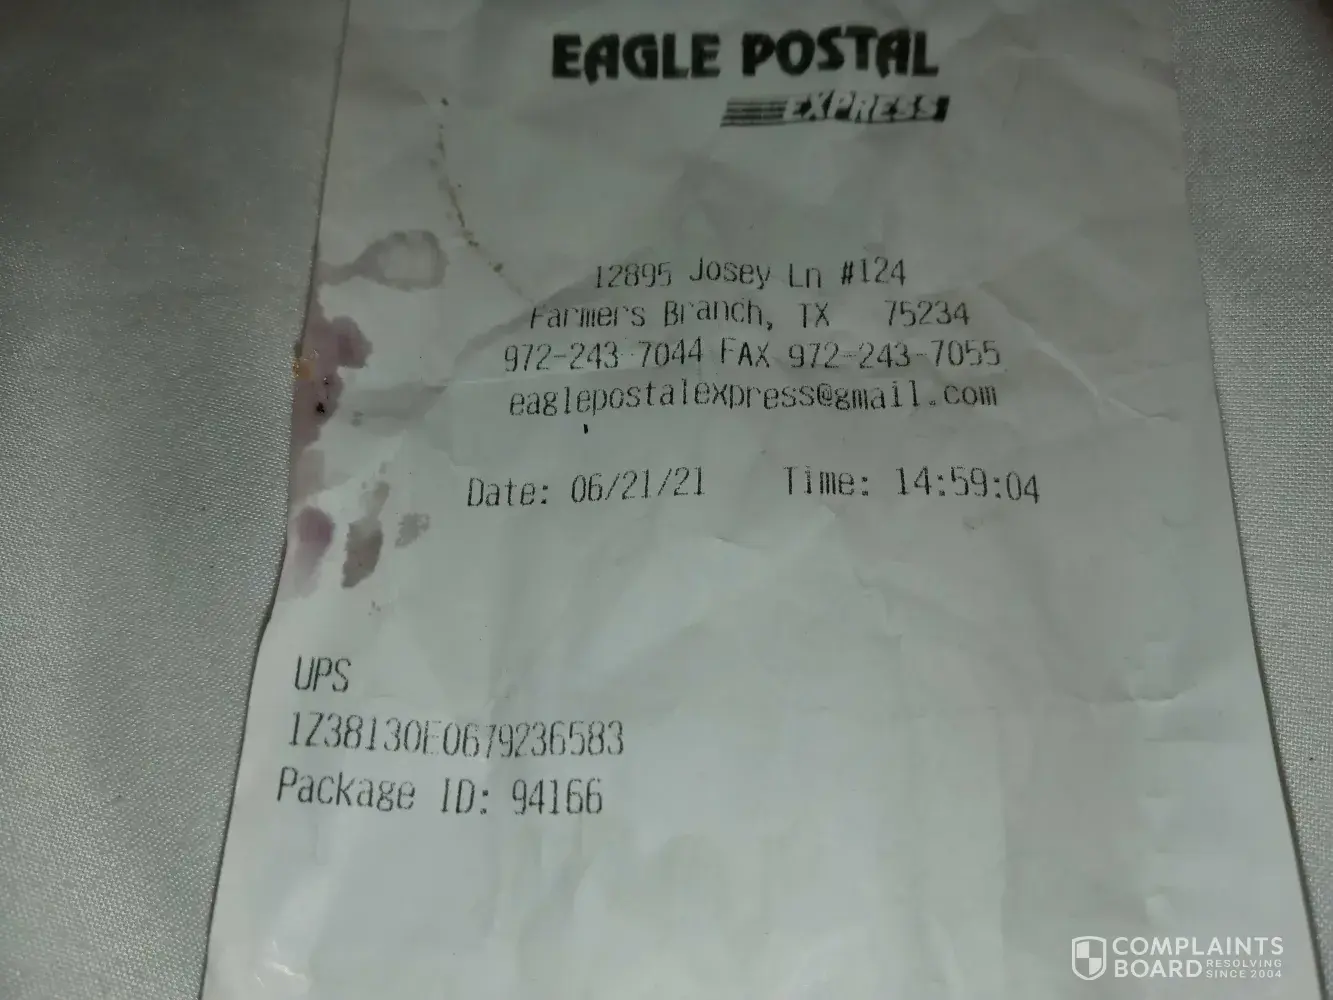 EAGLE POSTAL
EXPRESS
12895 Josey Ln #124
Farmers Branch, TX 75234
972-243-7044 FAX 972-243-7055
eaglepostalexpress@gmail.com
Date: 06/21/21 Time: 14:59:04
UPS
1Z38130E0679236583
Package ID: 94166
COMPLAINTS
BOARD RESOLVING
SINCE 2004